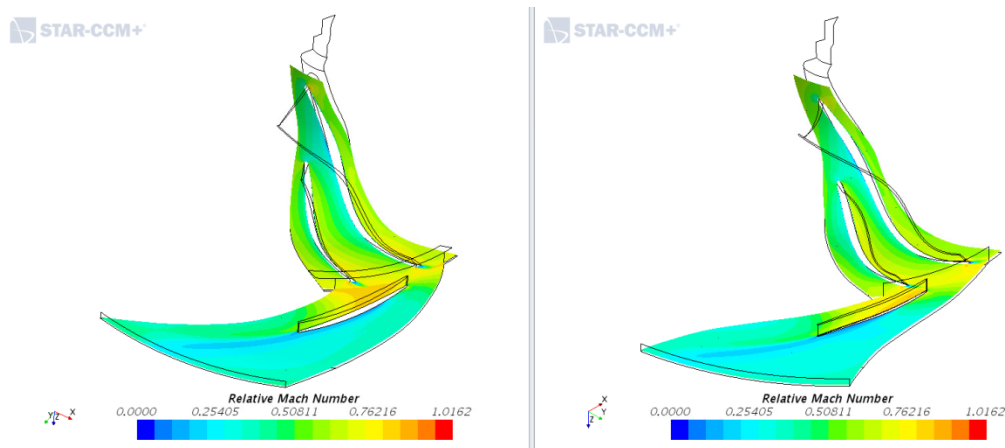 STAR-CCM+
Relative Mach Number
0.0000 0.25405 0.50811 0.76216 1.0162
Y Z X
STAR-CCM+
Relative Mach Number
0.0000 0.25405 0.50811 0.76216 1.0162
X
Y
Z